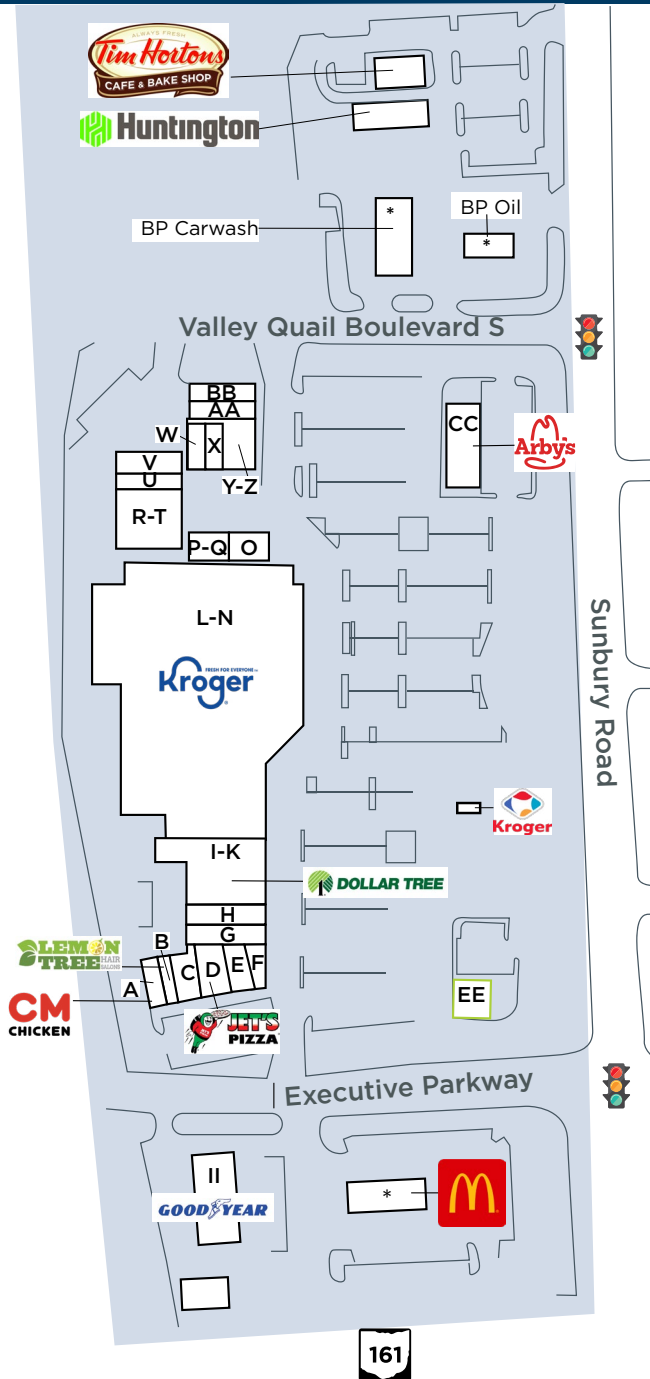 ALWAYS FRESH
Tim Hortons
CAFE & BAKE SHOP
Huntington
BP Carwash
*
BP Oil
*
Valley Quail Boulevard S
BB
AA
W
X
Y-Z
CC
Arby's
V
U
R-T
P-Q
O
L-N
FRESH FOR EVERYONE™
Kroger
Sunbury Road
Kroger
I-K
DOLLAR TREE
H
G
LEMON
TREE HAIR
SALONS
B
A
C
D
E
F
CM
CHICKEN
JET'S
PIZZA
EE
Executive Parkway
II
GOODYEAR
*
M
161